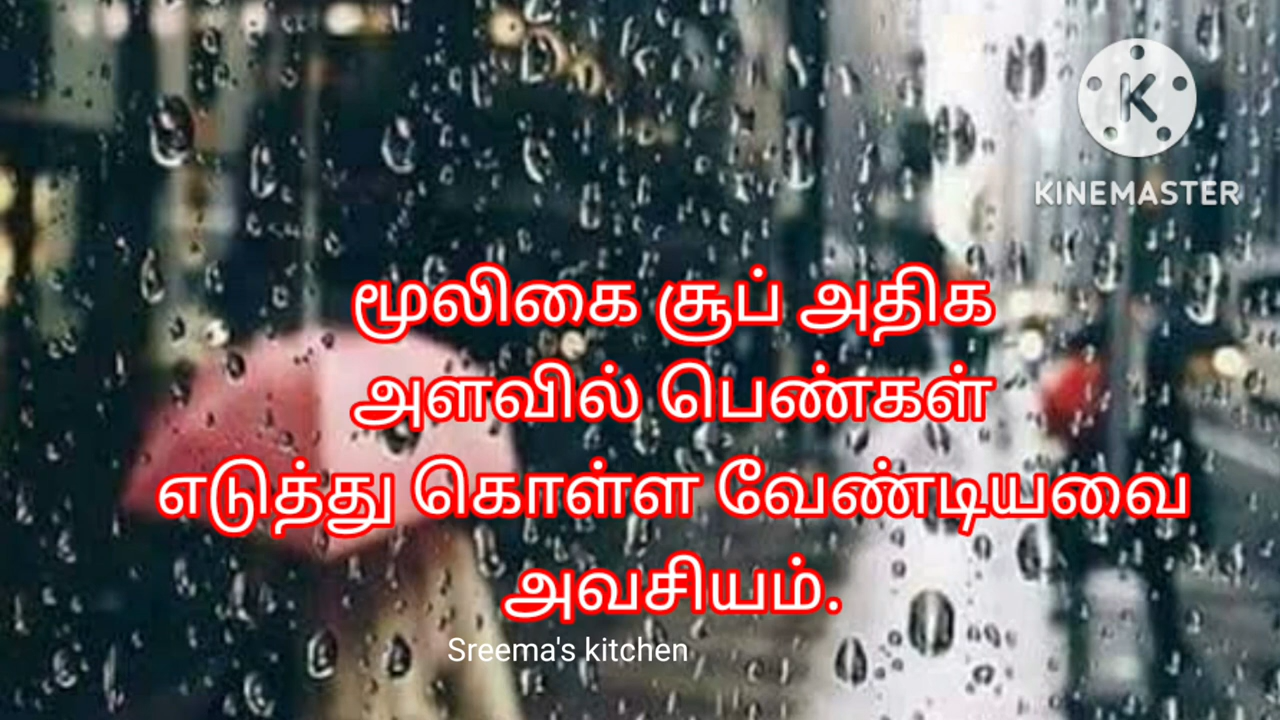 KINEMASTER
மூலிகை சூப் அதிக
அளவில் பெண்கள்
எடுத்து கொள்ள வேண்டியவை
அவசியம்.
Sreema's kitchen